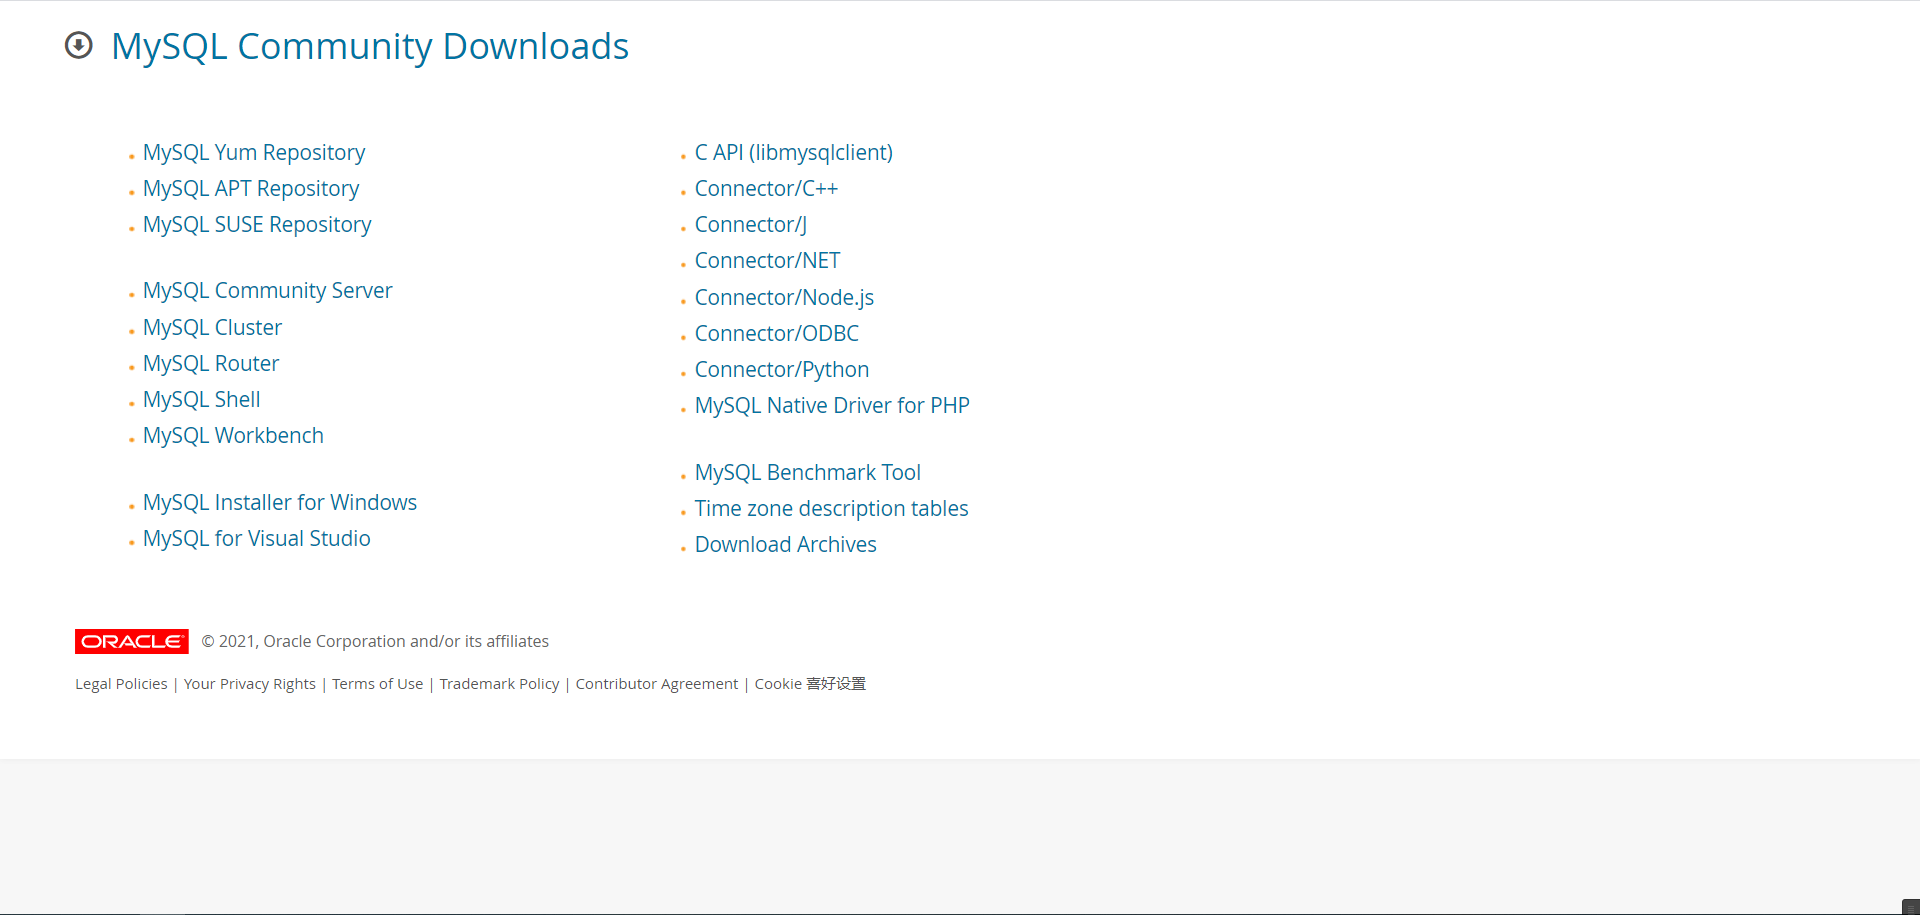 MySQL Community Downloads
MySQL Yum Repository
MySQL APT Repository
MySQL SUSE Repository
MySQL Community Server
MySQL Cluster
MySQL Router
MySQL Shell
MySQL Workbench
MySQL Installer for Windows
MySQL for Visual Studio
C API (libmysqlclient)
Connector/C++
Connector/J
Connector/NET
Connector/Node.js
Connector/ODBC
Connector/Python
MySQL Native Driver for PHP
MySQL Benchmark Tool
Time zone description tables
Download Archives
ORACLE © 2021, Oracle Corporation and/or its affiliates
Legal Policies | Your Privacy Rights | Terms of Use | Trademark Policy | Contributor Agreement | Cookie 喜好设置